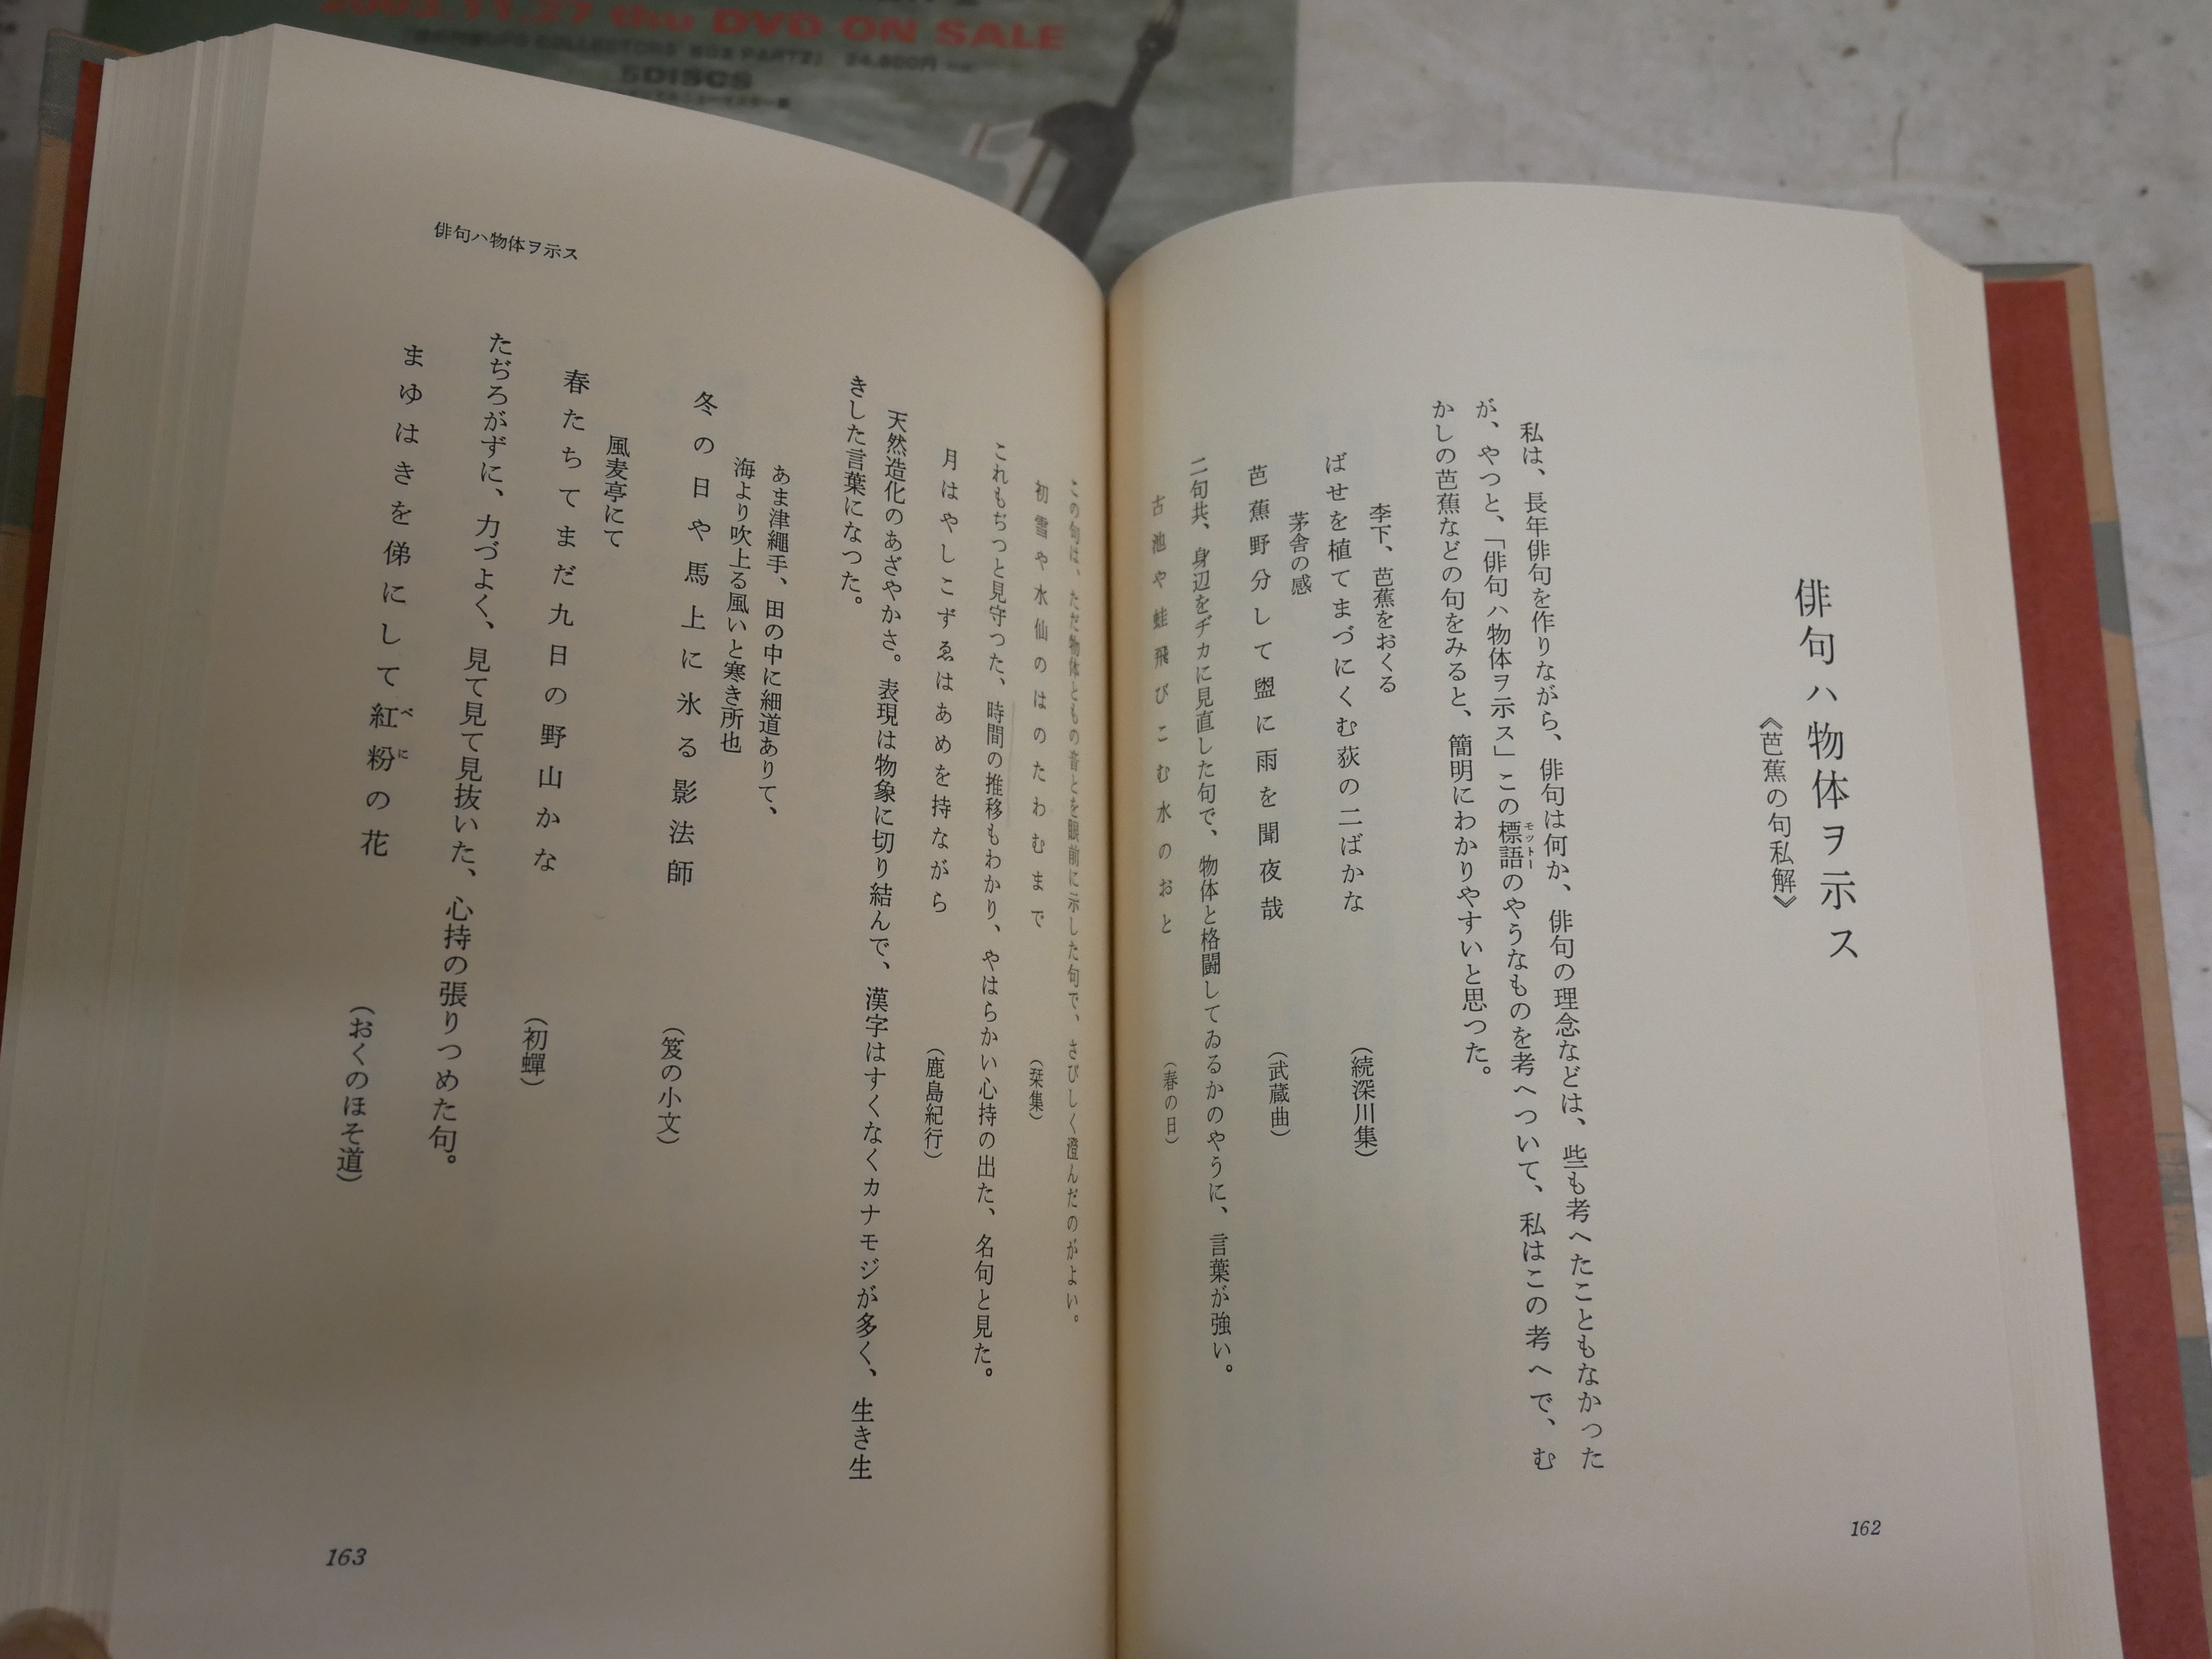 2003.11.27 thu DVD ON SALE
5DISCS
俳句ハ物体ヲ示ス
《芭蕉の句私解》
私は、長年俳句を作りながら、俳句は何か、俳句の理念などは、些も考へたこともなかった
が、やつと、「俳句ハ物体ヲ示ス」この標語のやうなものを考へついて、私はこの考へで、む
モットー
かしの芭蕉などの句をみると、簡明にわかりやすいと思つた。
李下、芭蕉をおくる
ばせを植てまづにくむ荻の二ばかな
(続深川集)
茅舎の感
芭蕉野分して盥に雨を聞夜哉
(武蔵曲)
二句共、身辺をヂカに見直した句で、物体と格闘してゐるかのやうに、言葉が強い。
古池や蛙飛びこむ水のおと
(春の日)
162
この句は、ただ物体ともの音とを眼前に示した句で、さびしく澄んだのがよい。
初雪や水仙のはのたわむまで
(栞集)
これもぢつと見守つた、時間の推移もわかり、やはらかい心持の出た、名句と見た。
月はやしこずゑはあめを持ながら
(鹿島紀行)
天然造化のあざやかさ。表現は物象に切り結んで、漢字はすくなくカナモジが多く、生き生
きした言葉になつた。
あま津縄手、田の中に細道ありて、
海より吹上る風いと寒き所也
冬の日や馬上に氷る影法師
(笈の小文)
風麦亭にて
春たちてまだ九日の野山かな
(初蟬)
たぢろがずに、力づよく、見て見て見抜いた、心持の張りつめた句。
まゆはきを俤にして紅粉の花
べに
(おくのほそ道)
俳句ハ物体ヲ示ス
163